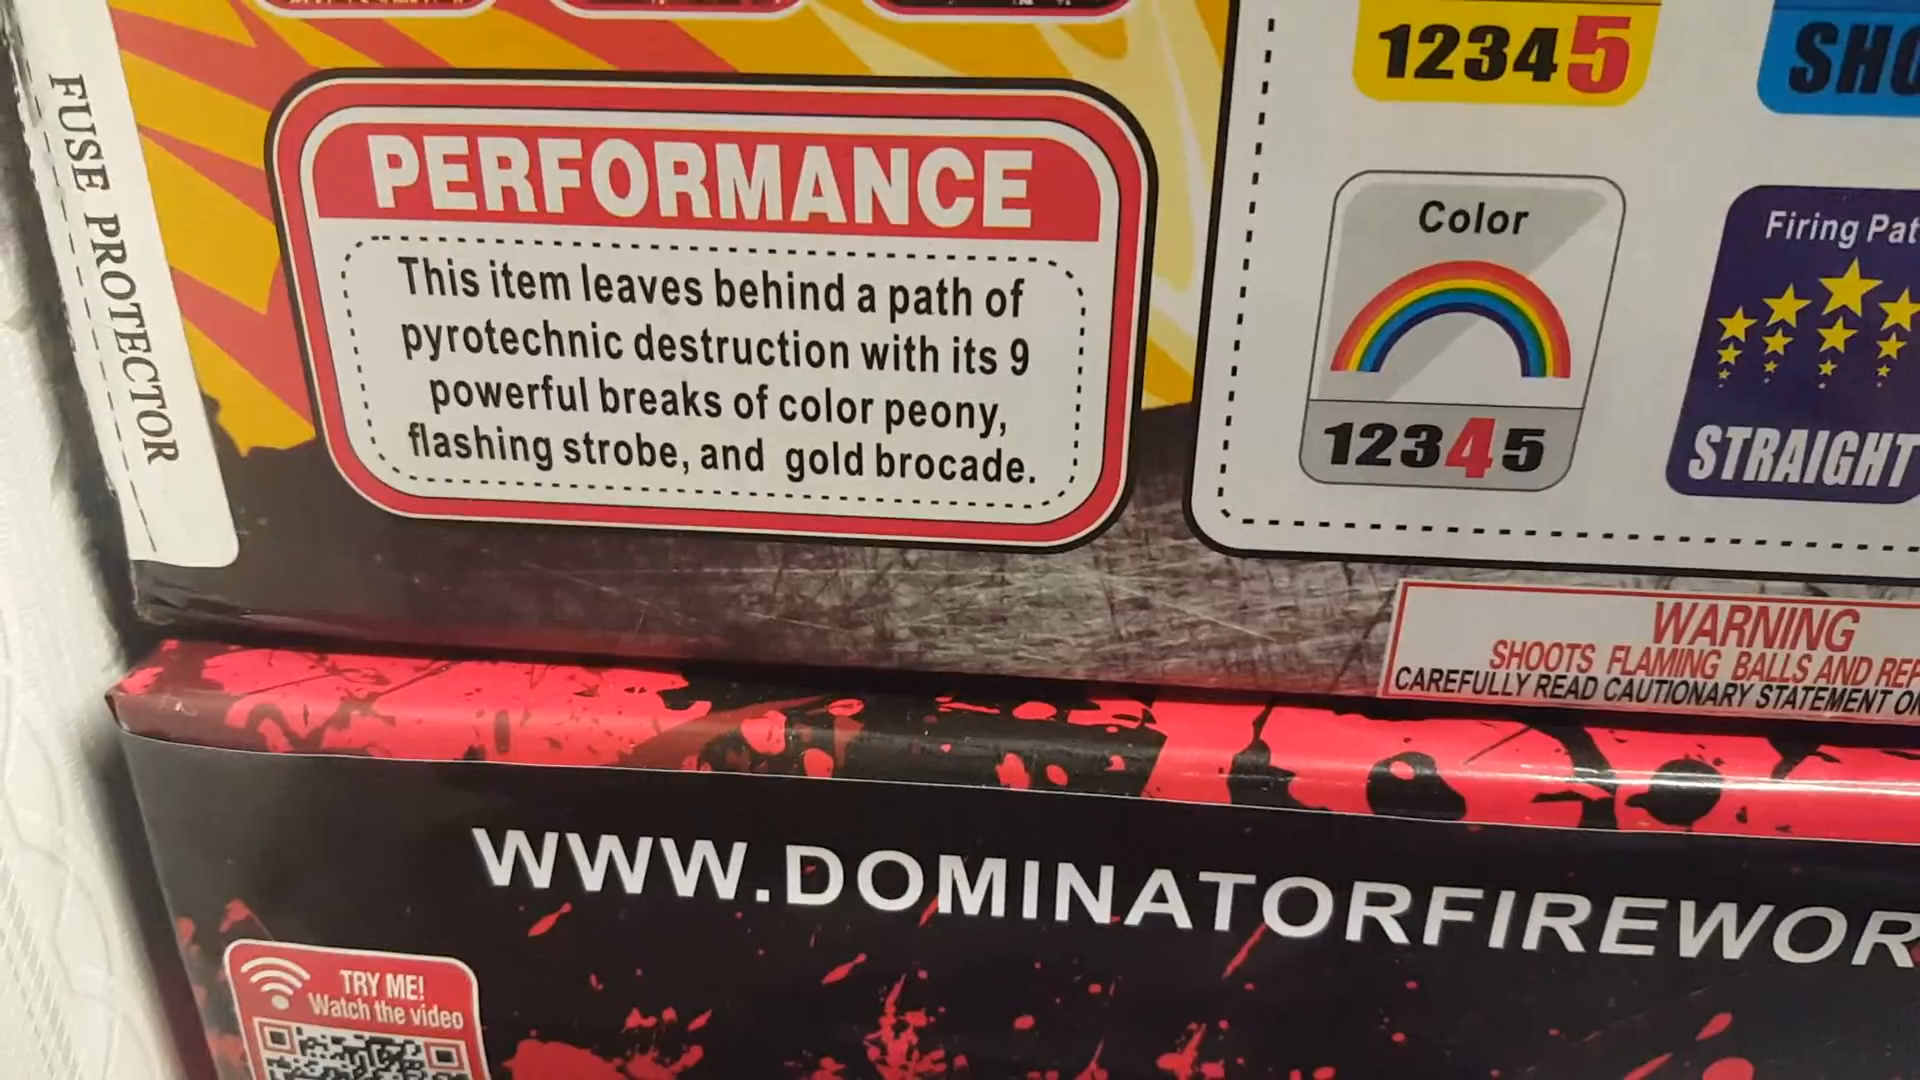 FUSE PROTECTOR
PERFORMANCE
This item leaves behind a path of
pyrotechnic destruction with its 9
powerful breaks of color peony,
flashing strobe, and gold brocade.
12345
Color
12345
Firing
STRAIGHT
WARNING
SHOOTS FLAMING BALLS AND
CAREFULLY READ CAUTIONARY STATEMENT
WWW.DOMINATORFIREWOR
TRY ME!
Watch the video